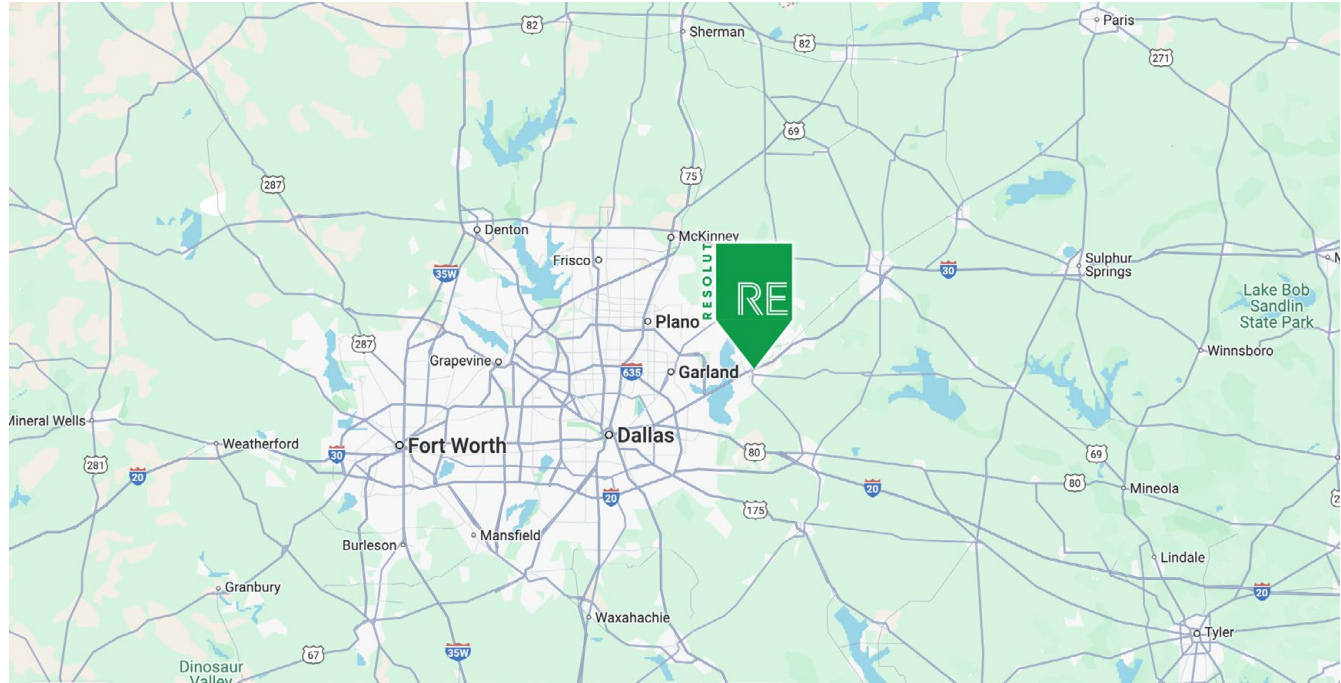 82
Sherman
82
Paris
271
69
287
75
Denton
McKinney
Frisco
35W
RESOLUT
RE
30
Sulphur
Springs
Lake Bob
Sandlin
State Park
Plano
287
Grapevine
635
Garland
Winnsboro
Mineral Wells
Weatherford
Fort Worth
Dallas
281
20
30
80
20
20
69
80
Mineola
175
Mansfield
Burleson
Lindale
Granbury
20
Waxahachie
Tyler
67
35W
Dinosaur
Valley